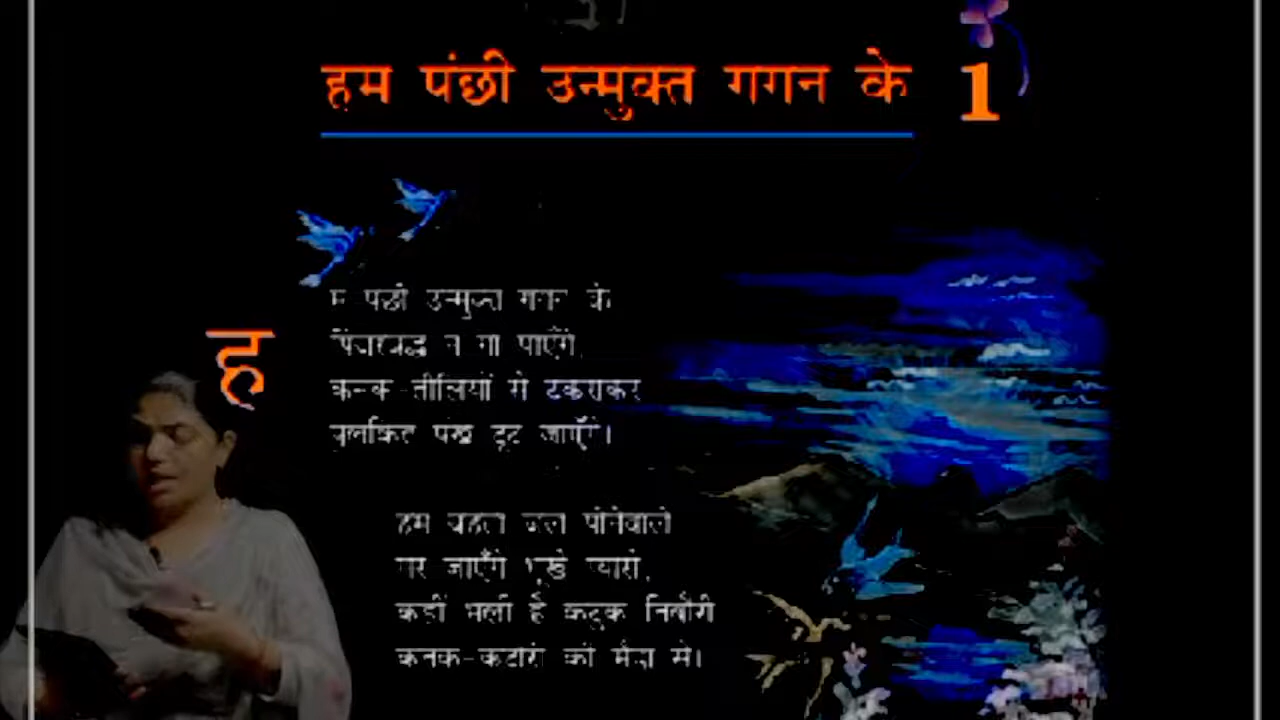 हम पंछी उन्मुक्त गगन के 1
ह
म पंछी उन्मुक्त गगन के
पिंजरबद्ध न गा पाएँगे,
कनक-तीलियों से टकराकर
पुलकित पंख टूट जाएँगे।
हम बहता जल पीनेवाले
मर जाएँगे भूखे-प्यासे,
कहीं भली है कटुक निबौरी
कनक-कटोरी की मैदा से।